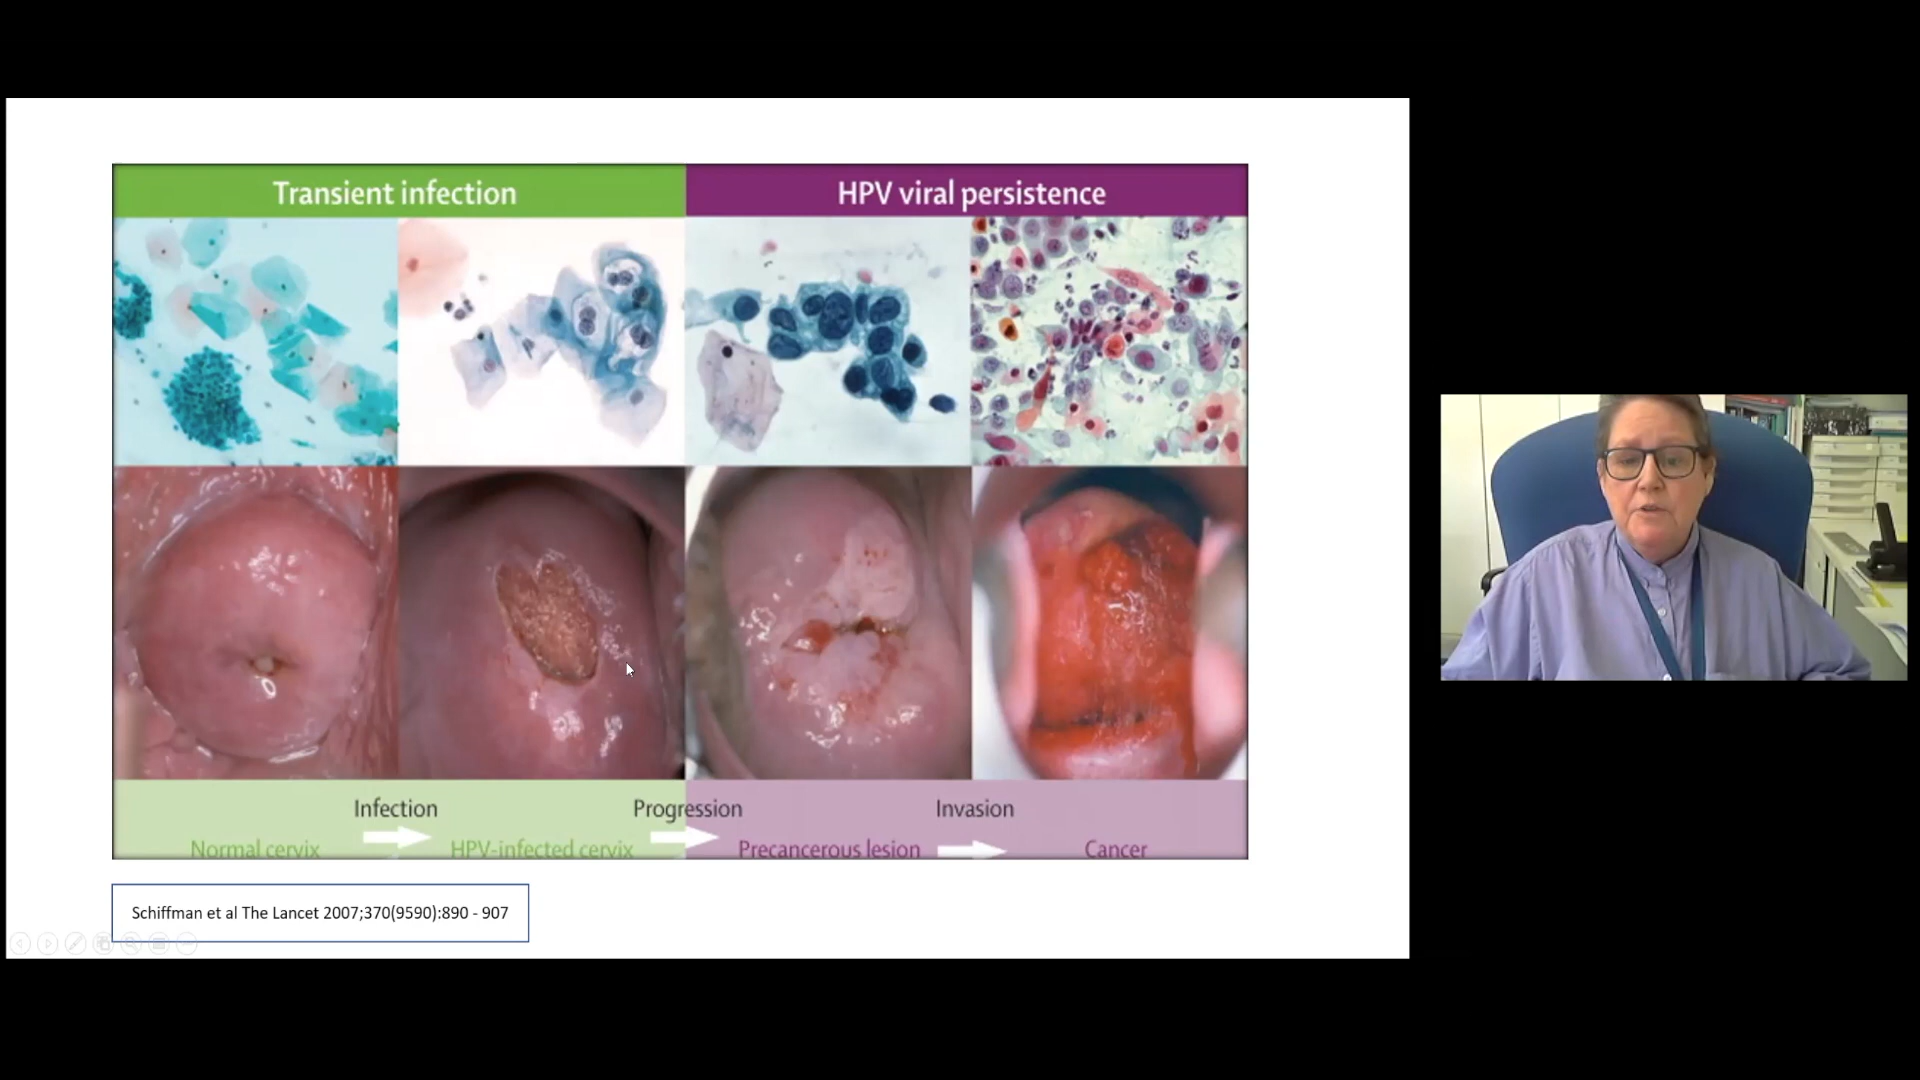 Transient infection
HPV viral persistence
Infection
Progression
Invasion
Normal cervix
HPV-infected cervix
Precancerous lesion
Cancer
Schiffman et al The Lancet 2007;370(9590):890 - 907